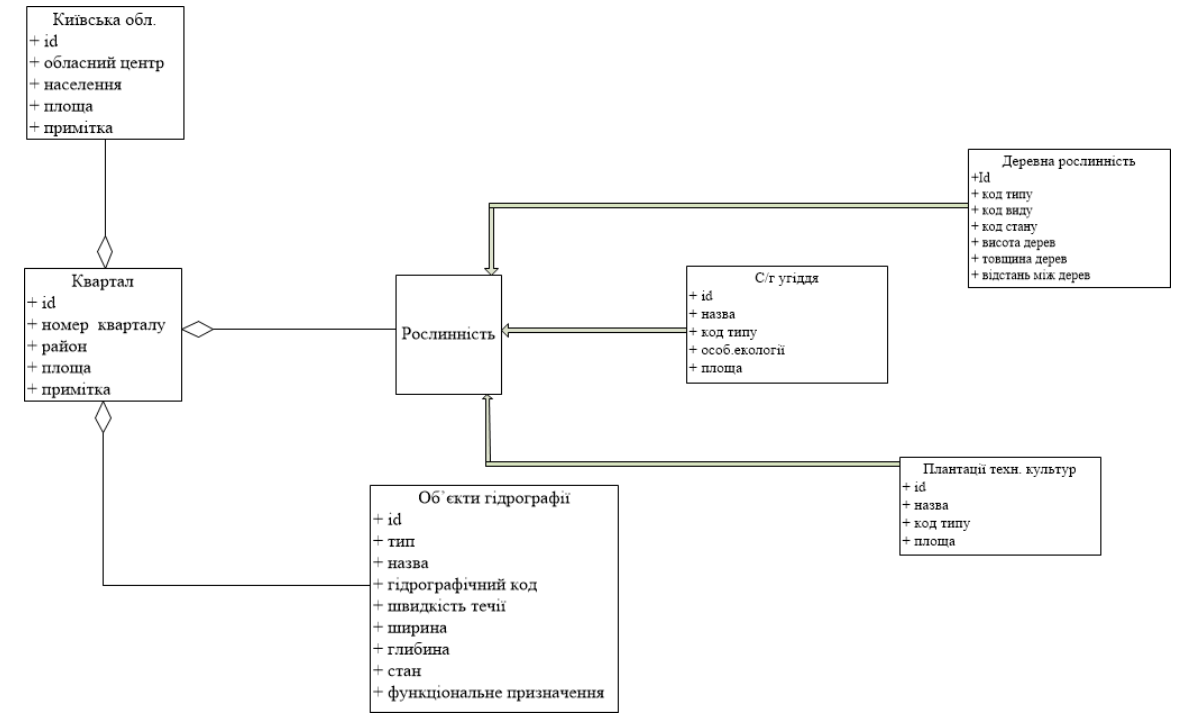 Київська обл.
+ id
+ обласний центр
+ населення
+ площа
+ примітка
Квартал
+ id
+ номер кварталу
+ район
+ площа
+ примітка
Рослинність
Деревна рослинність
+Id
+ код типу
+ код виду
+ код стану
+ висота дерев
+ товщина дерев
+ відстань між дерев
С/г угіддя
+ id
+ назва
+ код типу
+ особ.екології
+ площа
Плантації техн. культур
+ id
+ назва
+ код типу
+ площа
Об'єкти гідрографії
+ id
+ тип
+ назва
+ гідрографічний код
+ швидкість течії
+ ширина
+ глибина
+ стан
+ функціональне призначення